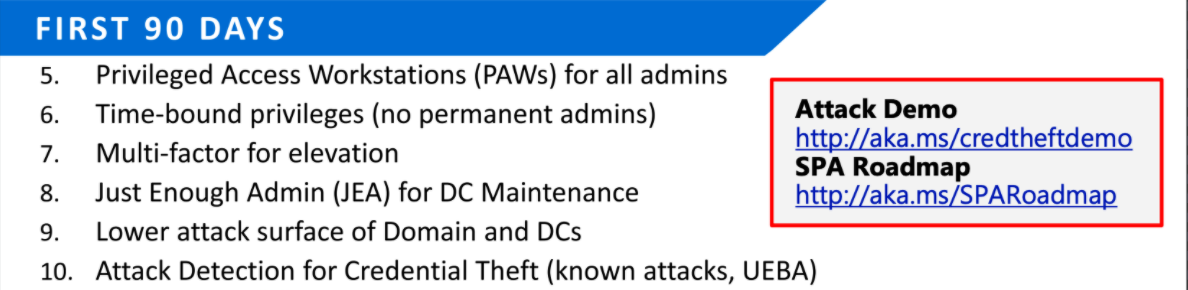 FIRST 90 DAYS
5. Privileged Access Workstations (PAWs) for all admins
6. Time-bound privileges (no permanent admins)
7. Multi-factor for elevation
8. Just Enough Admin (JEA) for DC Maintenance
9. Lower attack surface of Domain and DCs
10. Attack Detection for Credential Theft (known attacks, UEBA)
Attack Demo
http://aka.ms/credtheftdemo
SPA Roadmap
http://aka.ms/SPARoadmap